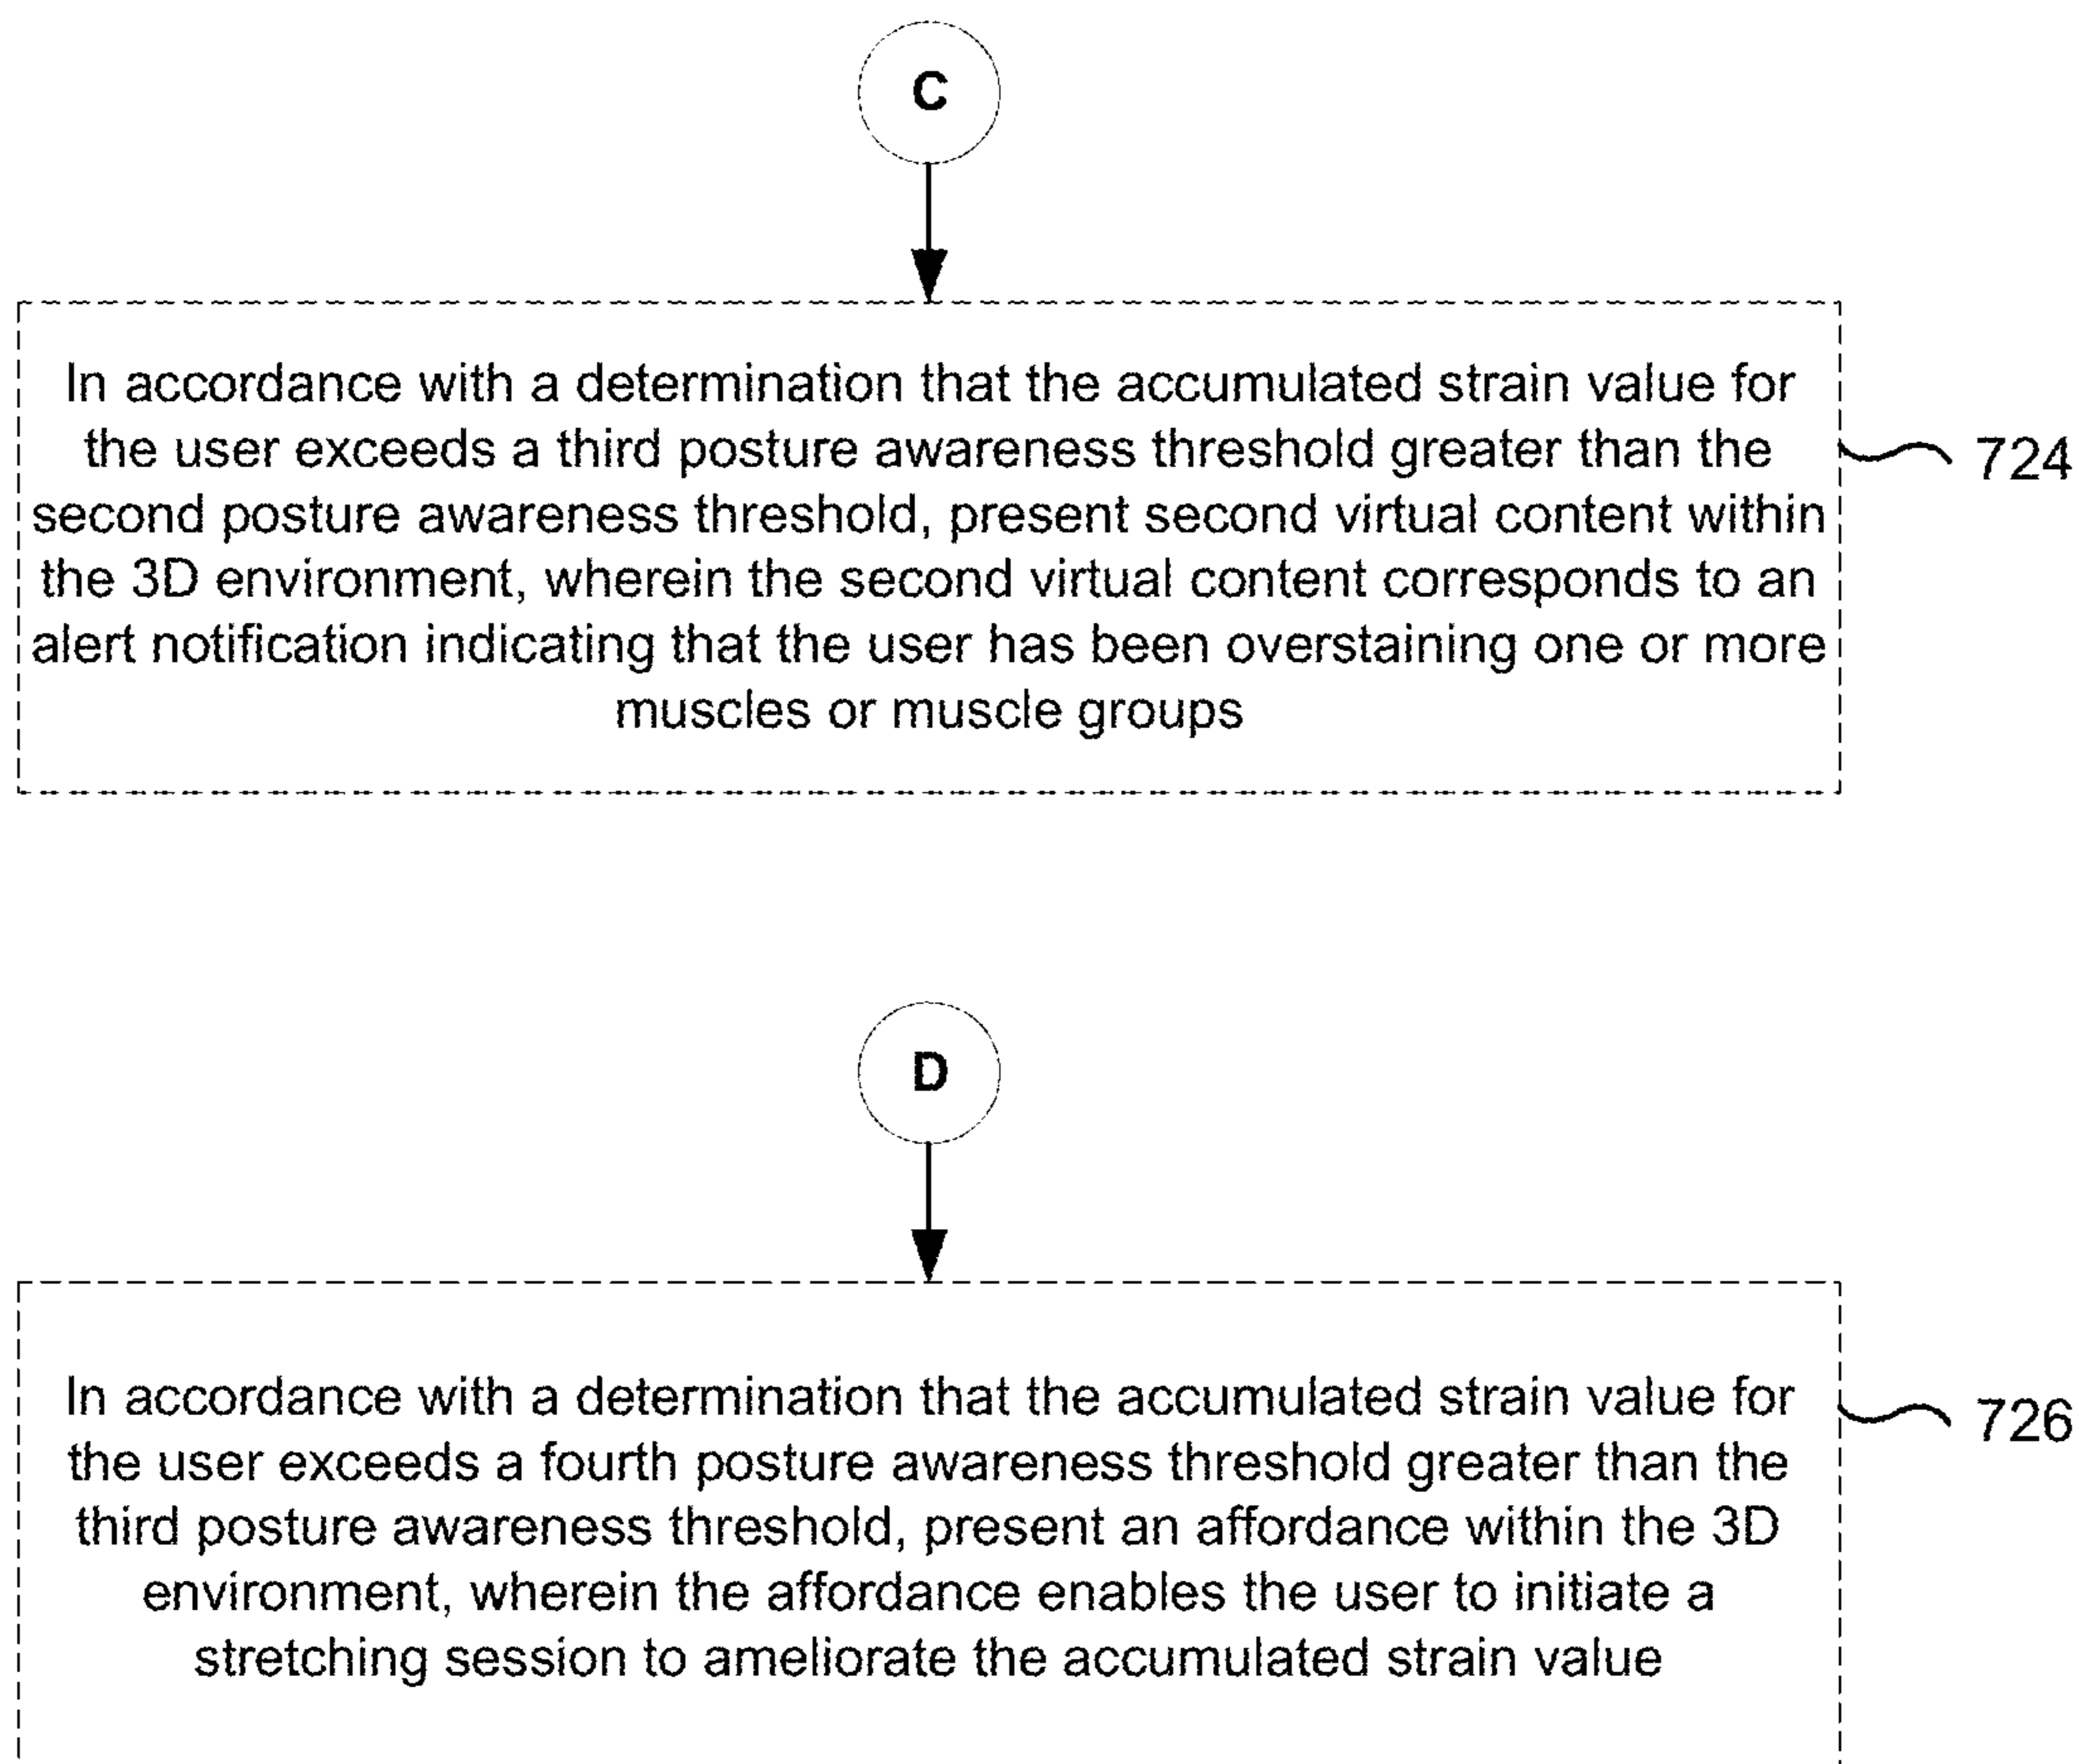 C
In accordance with a determination that the accumulated strain value for
the user exceeds a third posture awareness threshold greater than the
second posture awareness threshold, present second virtual content within
the 3D environment, wherein the second virtual content corresponds to an
alert notification indicating that the user has been overstaining one or more
muscles or muscle groups
724
D
In accordance with a determination that the accumulated strain value for
the user exceeds a fourth posture awareness threshold greater than the
third posture awareness threshold, present an affordance within the 3D
environment, wherein the affordance enables the user to initiate a
stretching session to ameliorate the accumulated strain value
726